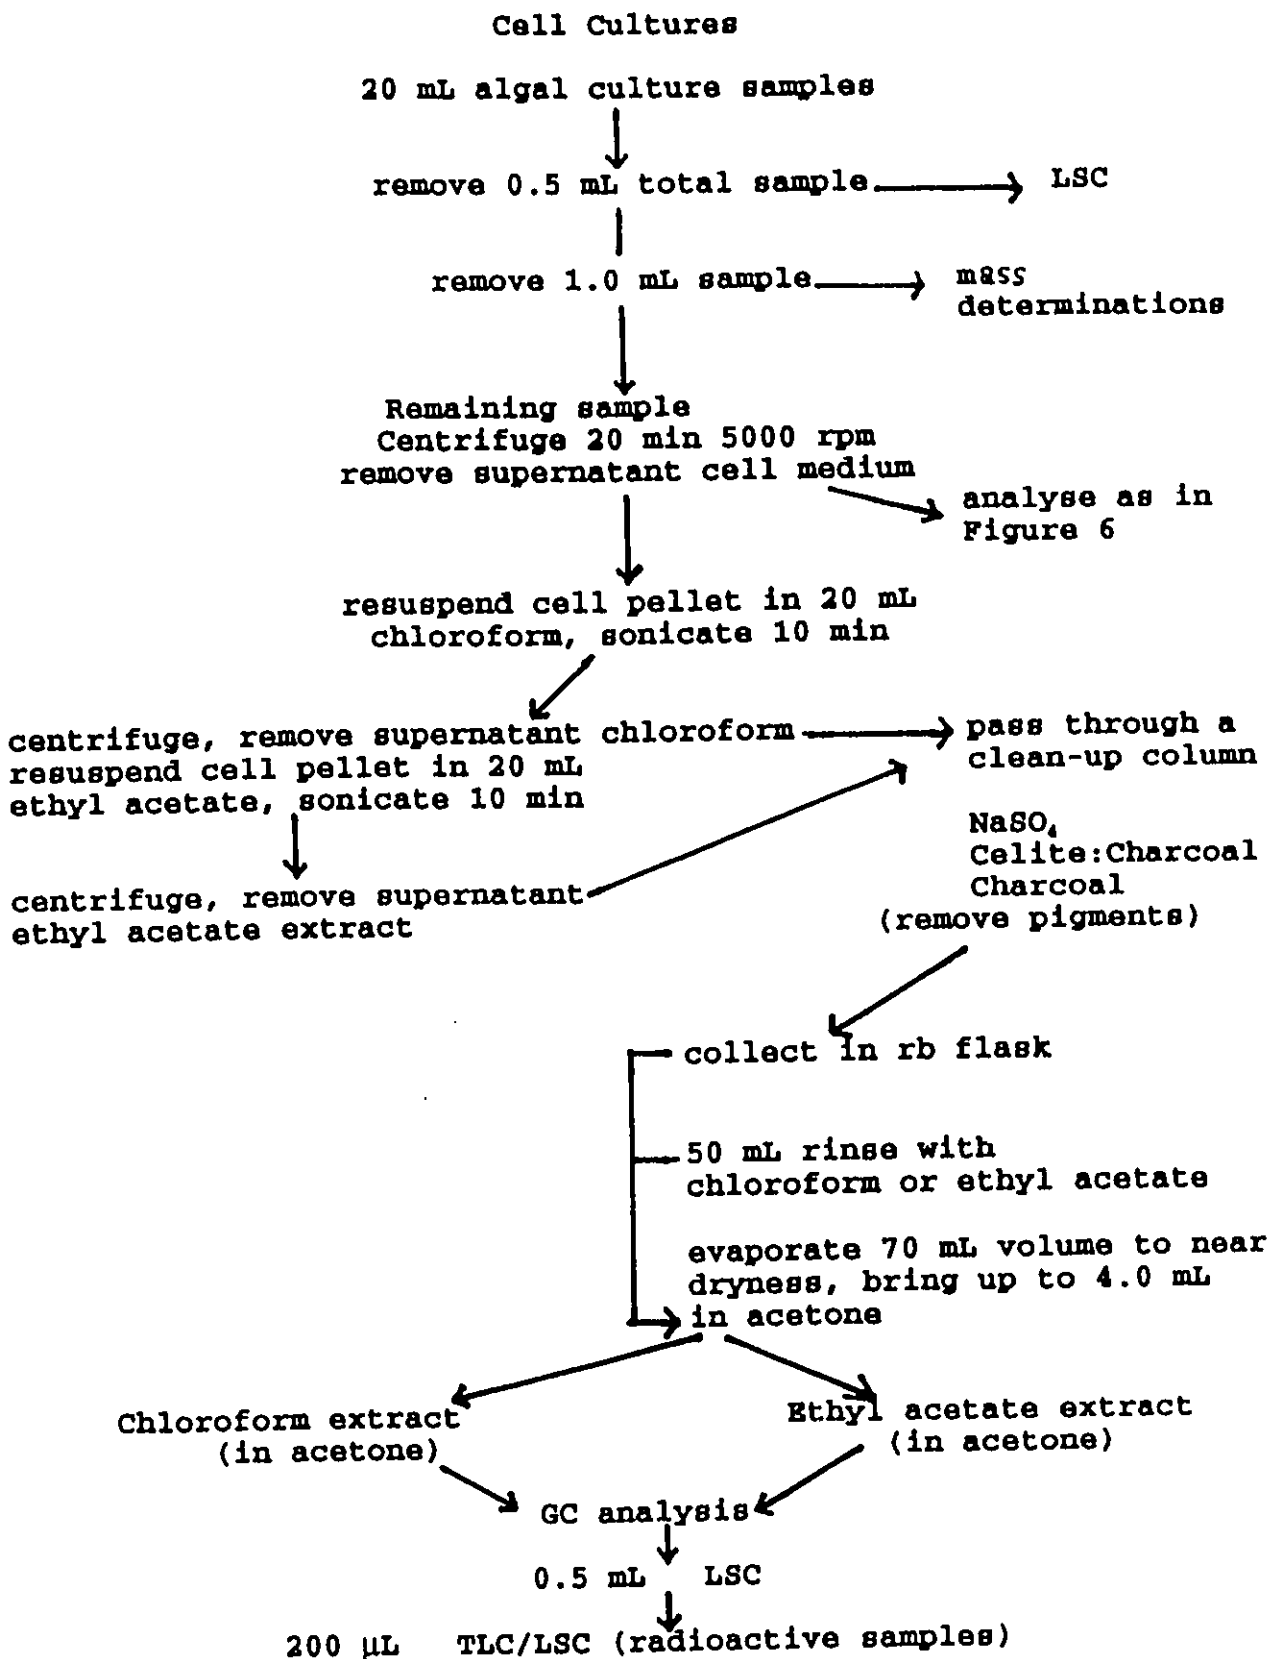 Cell Cultures
20 mL algal culture samples
remove 0.5 mL total sample
LSC
remove 1.0 mL sample
mass
determinations
Remaining sample
Centrifuge 20 min 5000 rpm
remove supernatant cell medium
analyse as in
Figure 6
resuspend cell pellet in 20 mL
chloroform, sonicate 10 min
centrifuge, remove supernatant chloroform
resuspend cell pellet in 20 mL
ethyl acetate, sonicate 10 min
pass through a
clean-up column
NaSO₄
Celite:Charcoal
Charcoal
(remove pigments)
centrifuge, remove supernatant
ethyl acetate extract
collect in rb flask
50 mL rinse with
chloroform or ethyl acetate
evaporate 70 mL volume to near
dryness, bring up to 4.0 mL
in acetone
Chloroform extract
(in acetone)
Ethyl acetate extract
(in acetone)
GC analysis
0.5 mL LSC
200 µL TLC/LSC (radioactive samples)